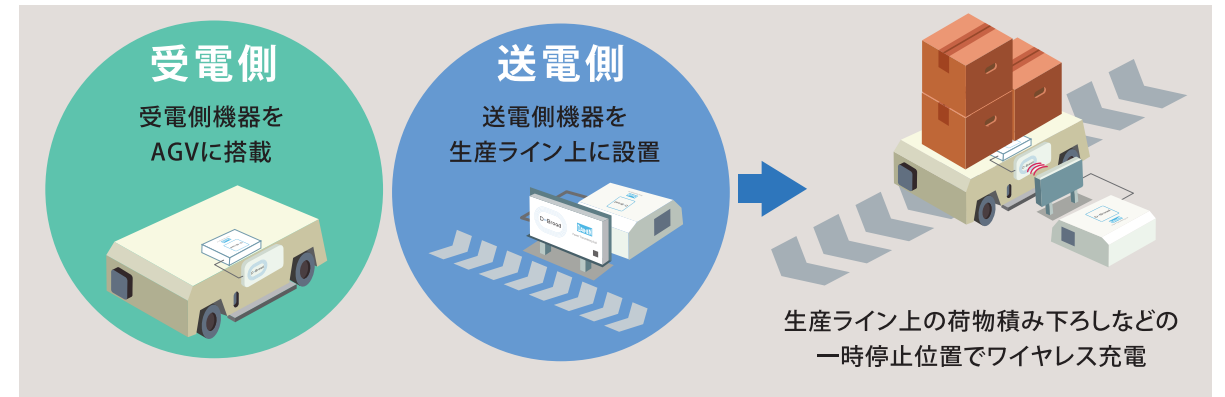 受電側
受電側機器を
AGVに搭載
送電側
送電側機器を
生産ライン上に設置
D-Broad
生産ライン上の荷物積み下ろしなどの
一時停止位置でワイヤレス充電